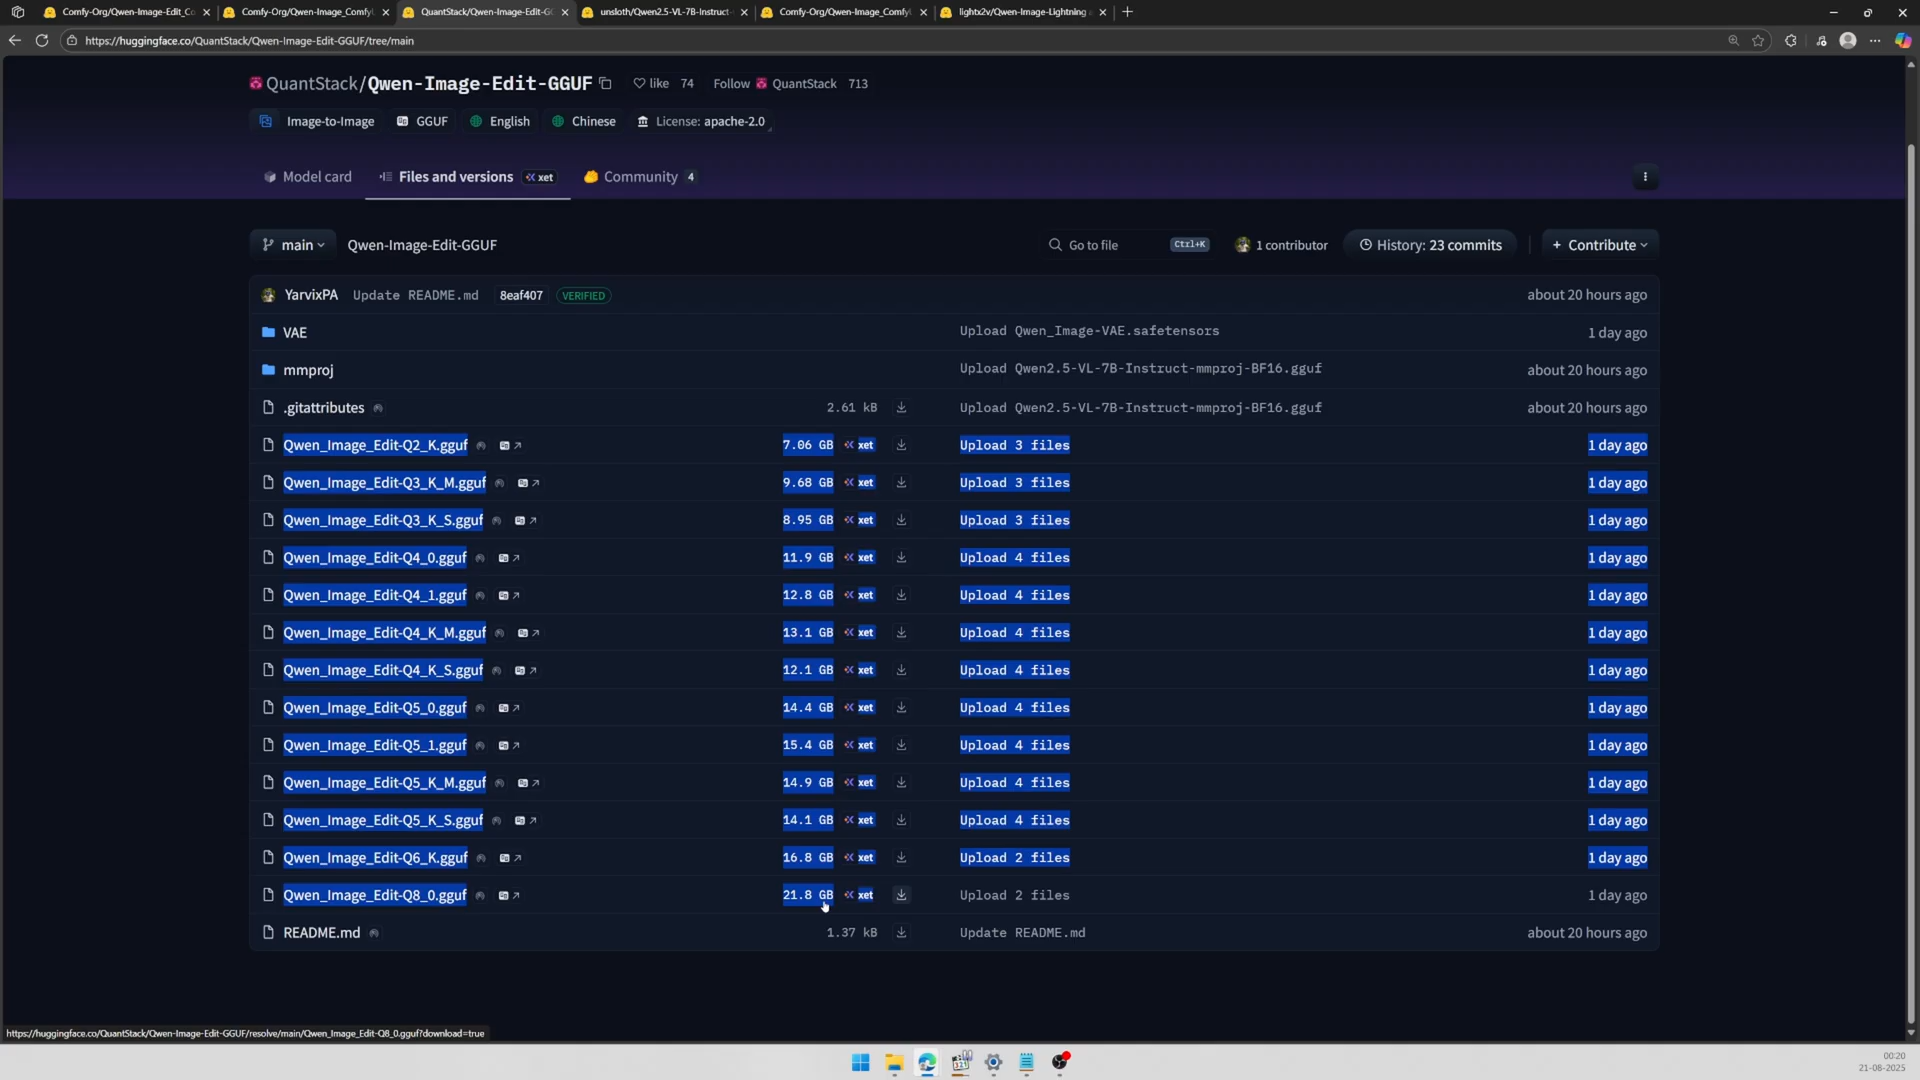 Comfy-Org/Qwen-Image-Edit_Co
Comfy-Org/Qwen-Image_ComfyU
QuantStack/Qwen-Image-Edit-GG
unsloth/Qwen2.5-VL-7B-Instruct-
Comfy-Org/Qwen-Image_ComfyU
lightx2v/Qwen-Image-Lightning
https://huggingface.co/QuantStack/Qwen-Image-Edit-GGUF/tree/main
QuantStack/Qwen-Image-Edit-GGUF like 74 Follow QuantStack 713
Image-to-Image GGUF English Chinese License: apache-2.0
Model card Files and versions xet Community 4
main Qwen-Image-Edit-GGUF Go to file Ctrl+K 1 contributor History: 23 commits + Contribute
YarvixPA Update README.md 8eaf407 VERIFIED about 20 hours ago
VAE Upload Qwen_Image-VAE.safetensors 1 day ago
mmproj Upload Qwen2.5-VL-7B-Instruct-mmproj-BF16.gguf about 20 hours ago
.gitattributes 2.61 kB Upload Qwen2.5-VL-7B-Instruct-mmproj-BF16.gguf about 20 hours ago
Qwen_Image_Edit-Q2_K.gguf 7.06 GB xet Upload 3 files 1 day ago
Qwen_Image_Edit-Q3_K_M.gguf 9.68 GB xet Upload 3 files 1 day ago
Qwen_Image_Edit-Q3_K_S.gguf 8.95 GB xet Upload 3 files 1 day ago
Qwen_Image_Edit-Q4_0.gguf 11.9 GB xet Upload 4 files 1 day ago
Qwen_Image_Edit-Q4_1.gguf 12.8 GB xet Upload 4 files 1 day ago
Qwen_Image_Edit-Q4_K_M.gguf 13.1 GB xet Upload 4 files 1 day ago
Qwen_Image_Edit-Q4_K_S.gguf 12.1 GB xet Upload 4 files 1 day ago
Qwen_Image_Edit-Q5_0.gguf 14.4 GB xet Upload 4 files 1 day ago
Qwen_Image_Edit-Q5_1.gguf 15.4 GB xet Upload 4 files 1 day ago
Qwen_Image_Edit-Q5_K_M.gguf 14.9 GB xet Upload 4 files 1 day ago
Qwen_Image_Edit-Q5_K_S.gguf 14.1 GB xet Upload 4 files 1 day ago
Qwen_Image_Edit-Q6_K.gguf 16.8 GB xet Upload 2 files 1 day ago
Qwen_Image_Edit-Q8_0.gguf 21.8 GB xet Upload 2 files 1 day ago
README.md 1.37 kB Update README.md about 20 hours ago
https://huggingface.co/QuantStack/Qwen-Image-Edit-GGUF/resolve/main/Qwen_Image_Edit-Q8_0.gguf?download=true
00:20
21-08-2025